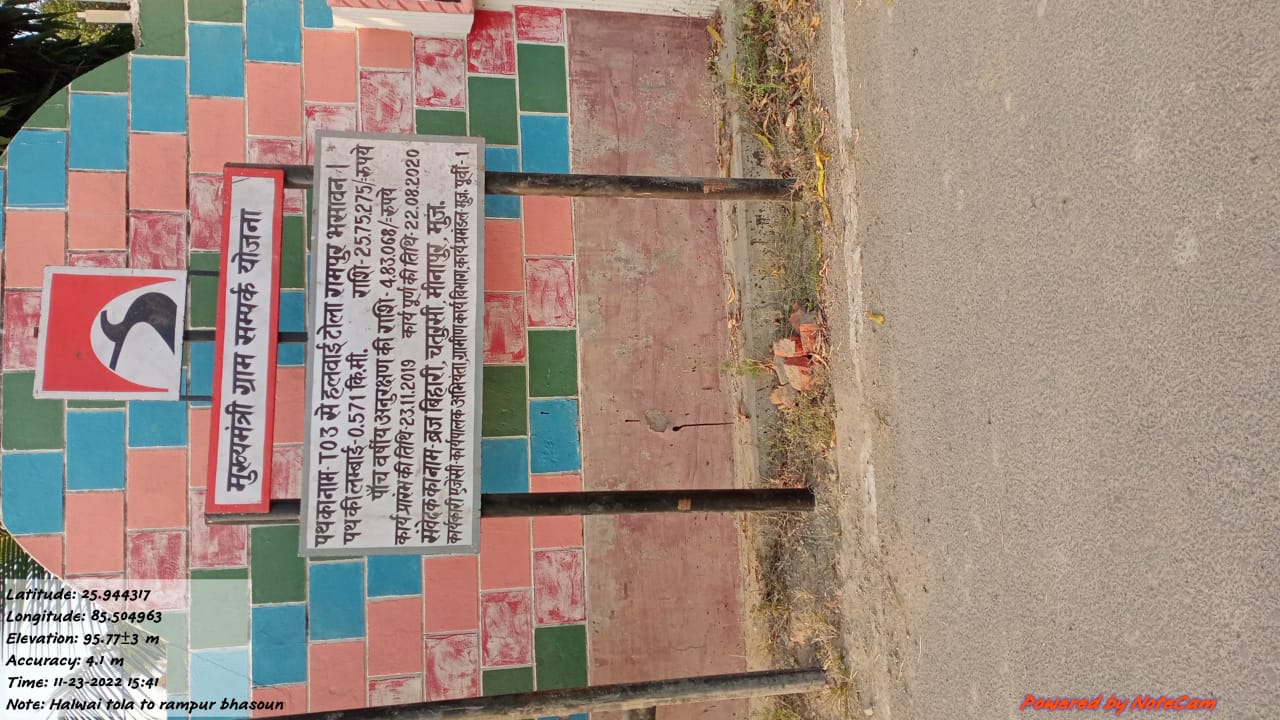 मुख्यमंत्री ग्राम सम्पर्क योजना
पथ का नाम- T03 से हलवाई टोला रामपुर भसावन ।
पथ की लम्बाई- 0.571 कि.मी. राशि - 25.75.275/-रुपये
पाँच वर्षीय अनुरक्षण की राशि - 4.83.068/-रुपये
कार्य प्रारंभ की तिथि- 23.11.2019 कार्य पूर्ण की तिथि- 22.08.2020
संवेदक का नाम- ब्रज बिहारी, चतुरसी, मीनापुर, मुज.
कार्यकारी एजेंसी- कार्यपालक अभियंता, ग्रामीण कार्य विभाग, कार्य प्रमंडल मुज. पूर्वी- 1
Latitude: 25.944317
Longitude: 85.504963
Elevation: 95.77±3 m
Accuracy: 4.1 m
Time: 11-23-2022 15:41
Note: Halwai tola to rampur bhasoun
Powered by NoteCam